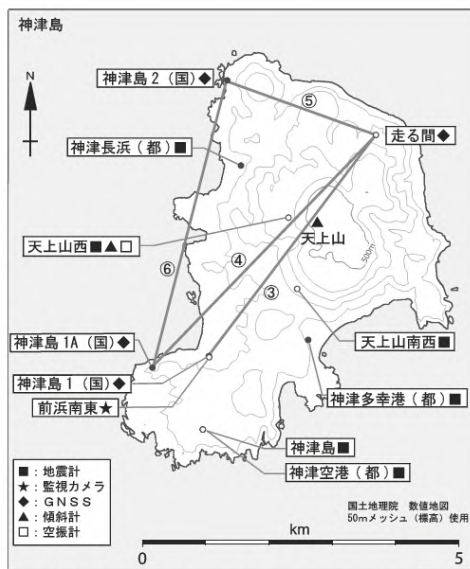 神津島
N
神津島2（国）◆
⑤
走る間◆
神津長浜（都）■
天上山
天上山西■▲□
500m
⑥
④
③
神津島1A（国）◆
天上山南西■
神津島1（国）◆
前浜南東★
神津多幸港（都）■
神津島■
神津空港（都）■
■：地震計
★：監視カメラ
◆：ＧＮＳＳ
▲：傾斜計
□：空振計
国土地理院 数値地図
50mメッシュ（標高）使用
km
0
5